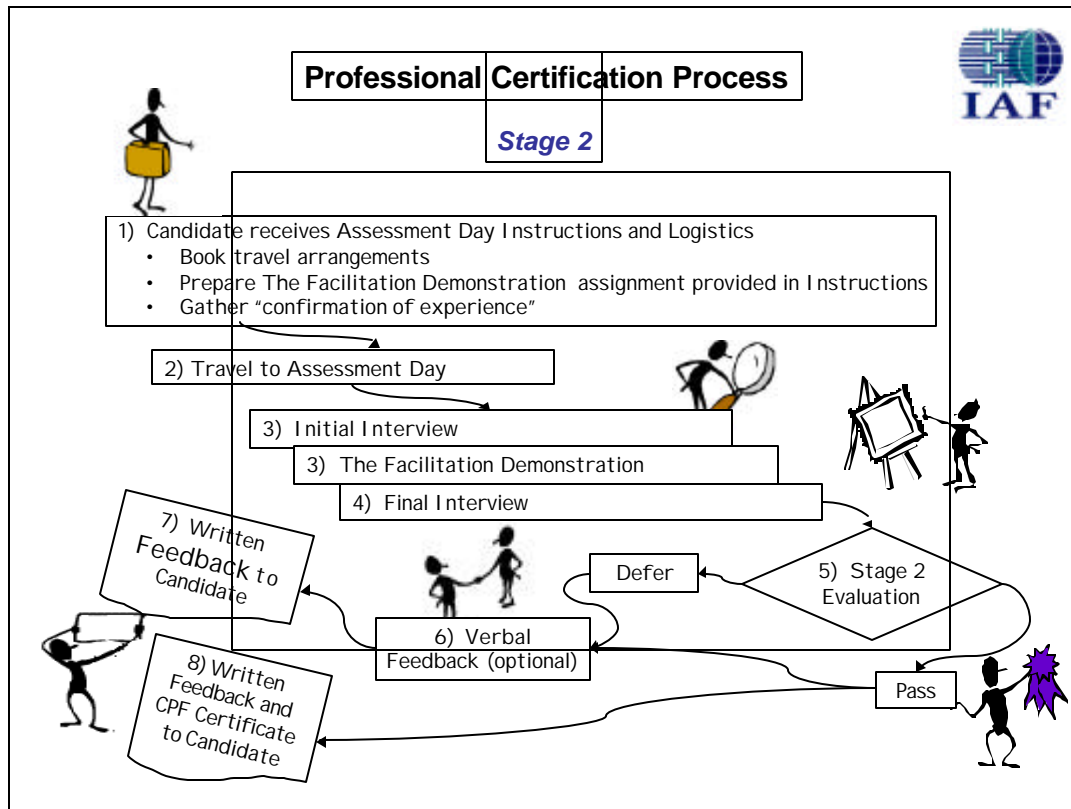 Professional Certification Process
IAF
Stage 2
1) Candidate receives Assessment Day Instructions and Logistics
• Book travel arrangements
• Prepare The Facilitation Demonstration assignment provided in Instructions
• Gather “confirmation of experience”
2) Travel to Assessment Day
3) Initial Interview
3) The Facilitation Demonstration
4) Final Interview
5) Stage 2
Evaluation
Defer
6) Verbal
Feedback (optional)
7) Written
Feedback to
Candidate
Pass
8) Written
Feedback and
CPF Certificate
to Candidate